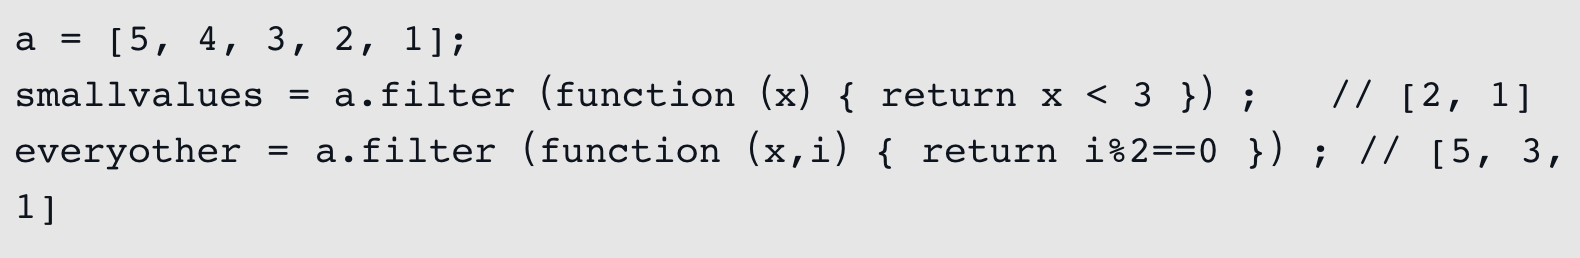 a = [5, 4, 3, 2, 1];
smallvalues = a.filter (function (x) { return x < 3 }) ;   // [2, 1]
everyother = a.filter (function (x,i) { return i%2==0 }) ; // [5, 3,
1]